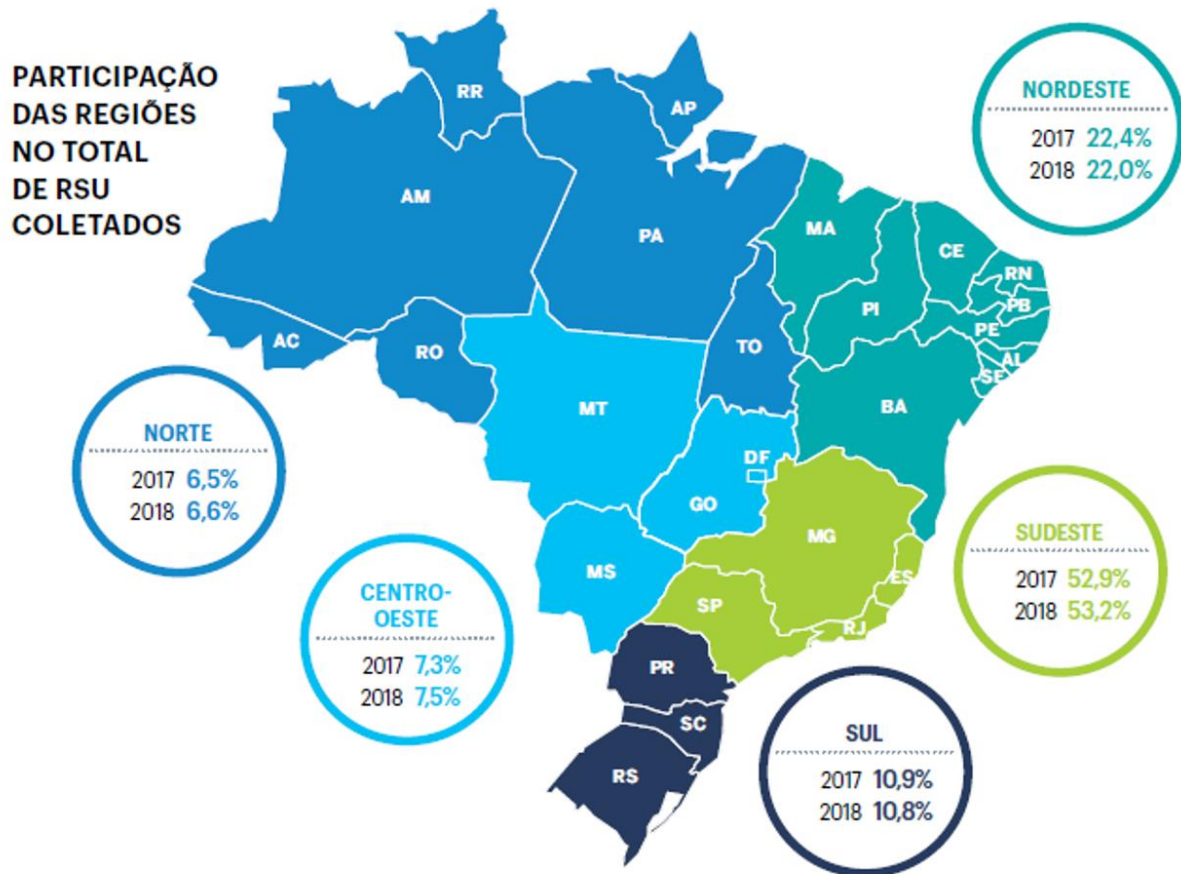 PARTICIPAÇÃO
DAS REGIÕES
NO TOTAL
DE RSU
COLETADOS
NORDESTE
2017 22,4%
2018 22,0%
RR
AP
AM
PA
MA
CE
RN
PB
PI
PE
AL
SE
AC
RO
TO
BA
MT
DF
GO
NORTE
2017 6,5%
2018 6,6%
MG
ES
MS
SP
RJ
SUDESTE
2017 52,9%
2018 53,2%
CENTRO-
OESTE
2017 7,3%
2018 7,5%
PR
SC
RS
SUL
2017 10,9%
2018 10,8%